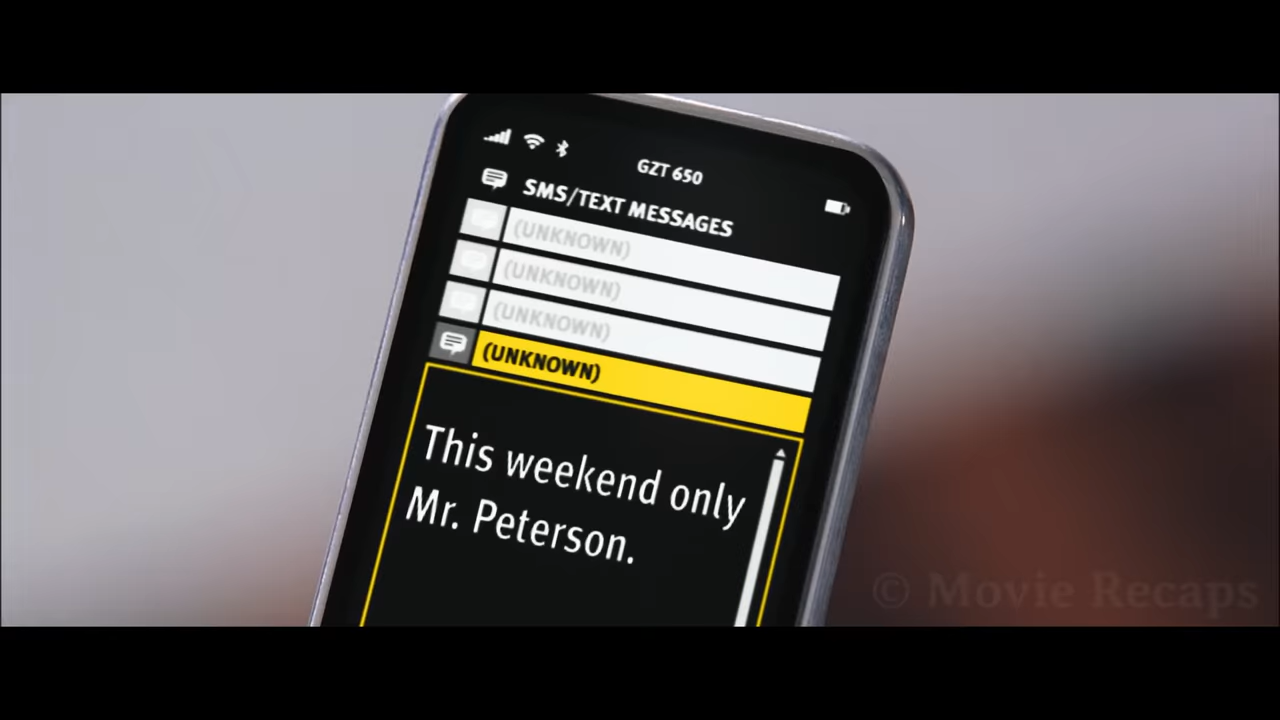 GZT 650
SMS/TEXT MESSAGES
(UNKNOWN)
(UNKNOWN)
(UNKNOWN)
(UNKNOWN)
This weekend only
Mr. Peterson.
© Movie Recaps